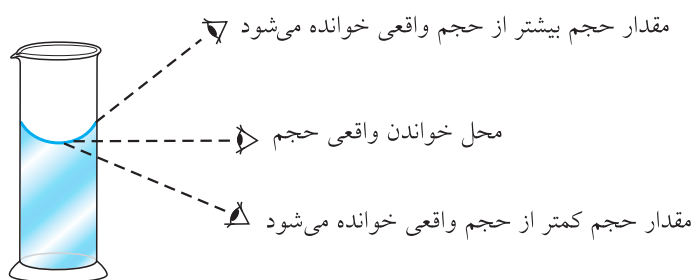 مقدار حجم بیشتر از حجم واقعی خوانده می‌شود
محل خواندن واقعی حجم
مقدار حجم کمتر از حجم واقعی خوانده می‌شود